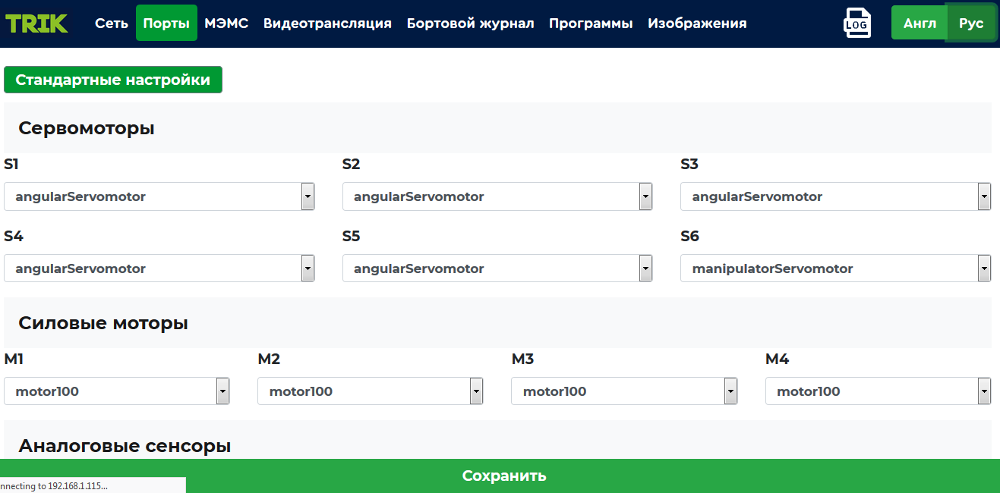 TRIK Сеть Порты МЭМС Видеотрансляция Бортовой журнал Программы Изображения LOG Англ Рус
Стандартные настройки
Сервомоторы
S1 S2 S3
angularServomotor angularServomotor angularServomotor
S4 S5 S6
angularServomotor angularServomotor manipulatorServomotor
Силовые моторы
M1 M2 M3 M4
motor100 motor100 motor100 motor100
Аналоговые сенсоры
Сохранить
nnecting to 192.168.1.115...